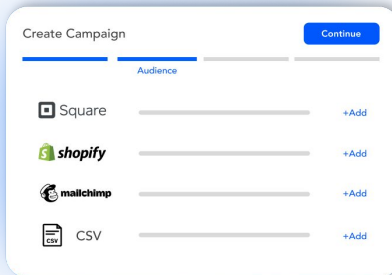 Create Campaign
Continue
Audience
Square
+Add
shopify
+Add
mailchimp
+Add
CSV
CSV
+Add